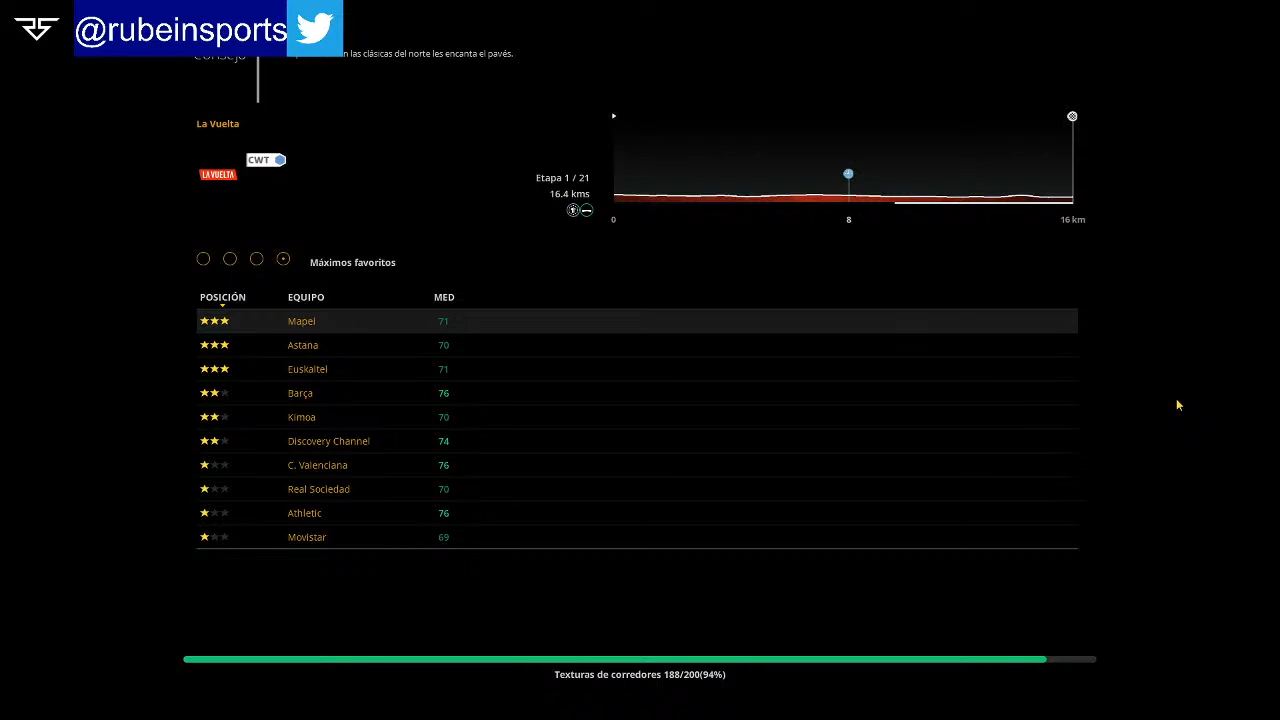 @rubeinsports
Consejo
las clásicas del norte les encanta el pavés.
La Vuelta
CWT
LA VUELTA
Etapa 1 / 21
16.4 kms
0
8
16 km
Máximos favoritos
POSICIÓN EQUIPO MED
Mapei 71
Astana 70
Euskaltel 71
Barça 76
Kimoa 70
Discovery Channel 74
C. Valenciana 76
Real Sociedad 70
Athletic 76
Movistar 69
Texturas de corredores 188/200(94%)